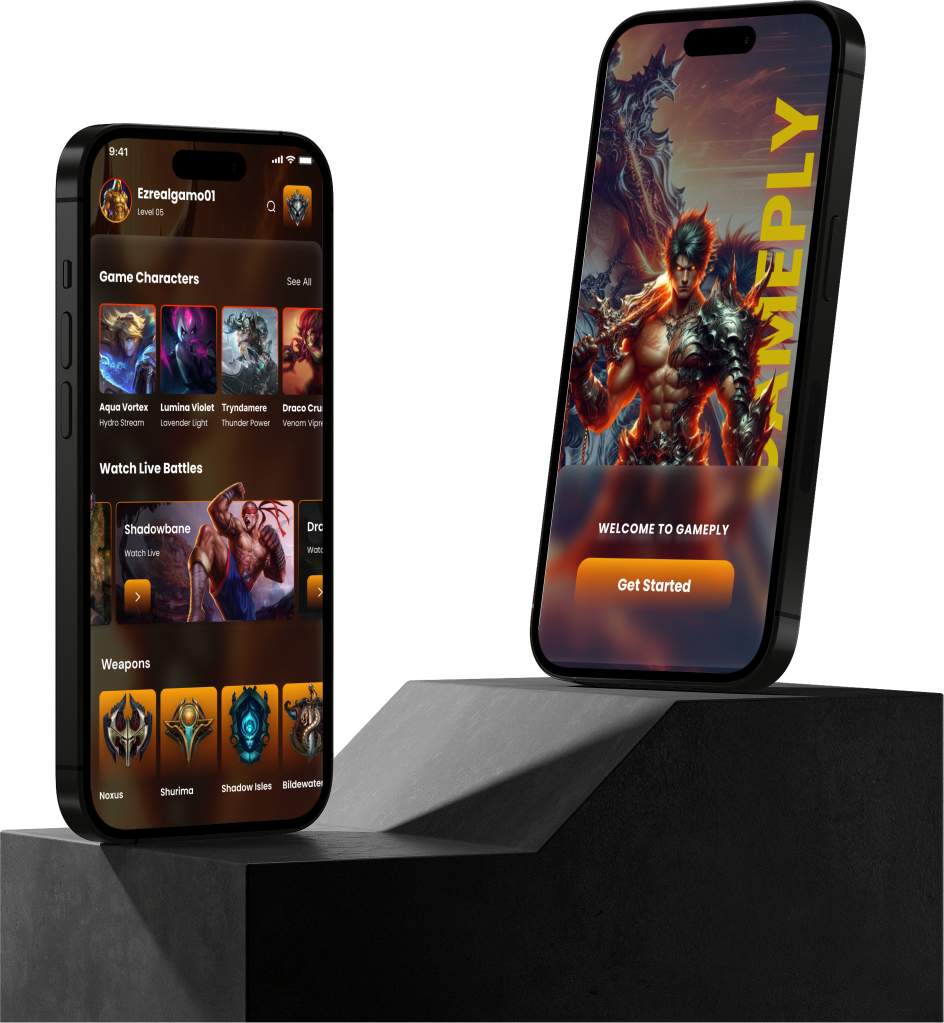 9:41
Ezrealgamo01
Level 05
Game Characters
See All
Aqua Vortex
Lumina Violet
Tryndamere
Draco Cru
Hydro Stream
Lavender Light
Thunder Power
Venom Vipre
Watch Live Battles
Shadowbane
Watch Live
Dra
Watc
Weapons
Noxus
Shurima
Shadow Isles
Bildewater
GAMEPLY
WELCOME TO GAMEPLY
Get Started